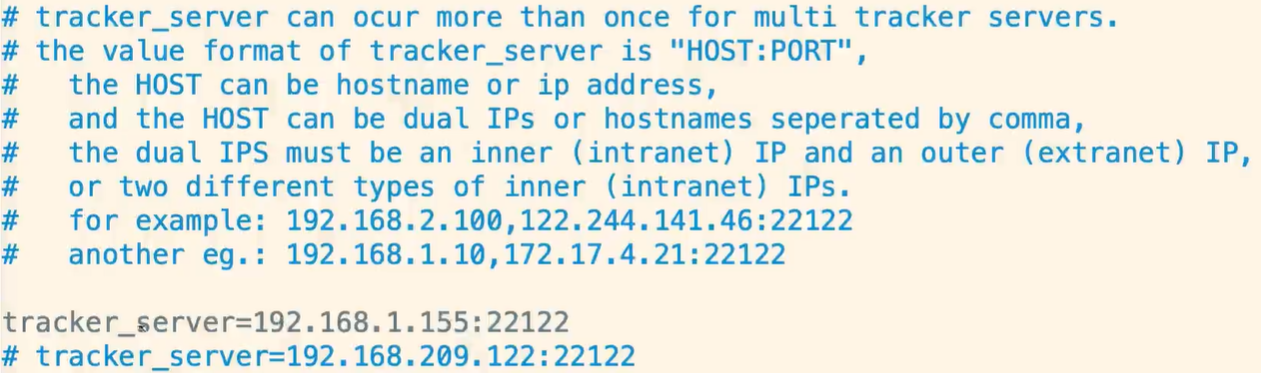 # tracker_server can ocur more than once for multi tracker servers.
# the value format of tracker_server is "HOST:PORT",
#   the HOST can be hostname or ip address,
#   and the HOST can be dual IPs or hostnames seperated by comma,
#   the dual IPS must be an inner (intranet) IP and an outer (extranet) IP,
#   or two different types of inner (intranet) IPs.
#   for example: 192.168.2.100,122.244.141.46:22122
#   another eg.: 192.168.1.10,172.17.4.21:22122

tracker_server=192.168.1.155:22122
# tracker_server=192.168.209.122:22122